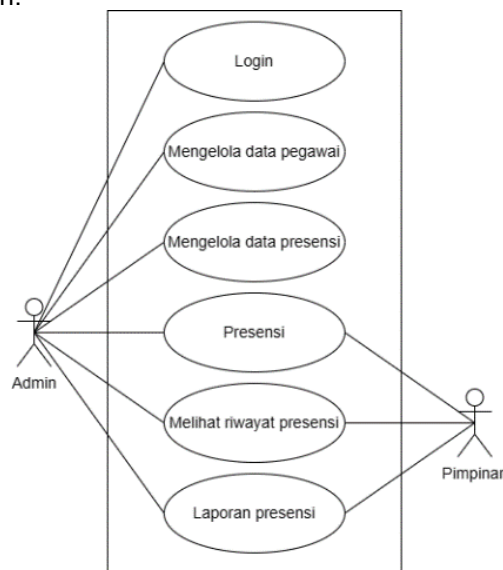 Login
Mengelola data pegawai
Mengelola data presensi
Presensi
Admin
Melihat riwayat presensi
Pimpinan
Laporan presensi